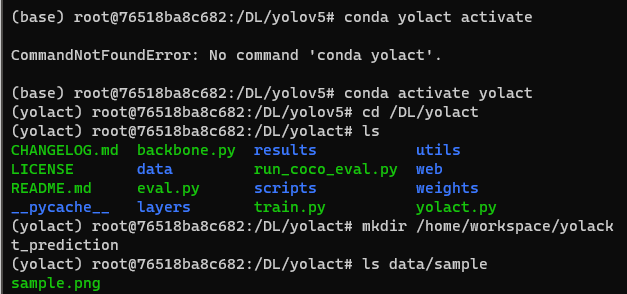 (base) root@76518ba8c682:/DL/yolov5# conda yolact activate
CommandNotFoundError: No command 'conda yolact'.
(base) root@76518ba8c682:/DL/yolov5# conda activate yolact
(yolact) root@76518ba8c682:/DL/yolov5# cd /DL/yolact
(yolact) root@76518ba8c682:/DL/yolact# ls
CHANGELOG.md backbone.py results utils
LICENSE data run_coco_eval.py web
README.md eval.py scripts weights
__pycache__ layers train.py yolact.py
(yolact) root@76518ba8c682:/DL/yolact# mkdir /home/workspace/yolack
t_prediction
(yolact) root@76518ba8c682:/DL/yolact# ls data/sample
sample.png